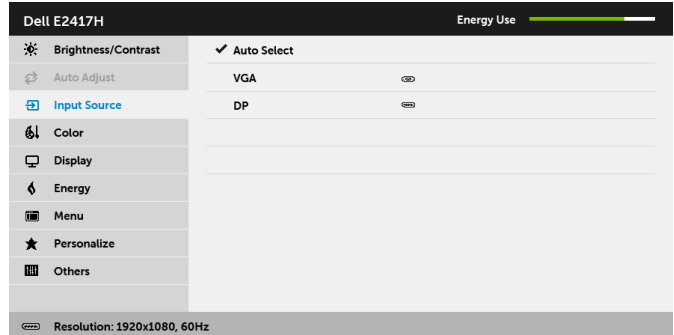 Dell E2417H
Energy Use
Brightness/Contrast
Auto Select
Auto Adjust
VGA
Input Source
DP
Color
Display
Energy
Menu
Personalize
Others
Resolution: 1920x1080, 60Hz